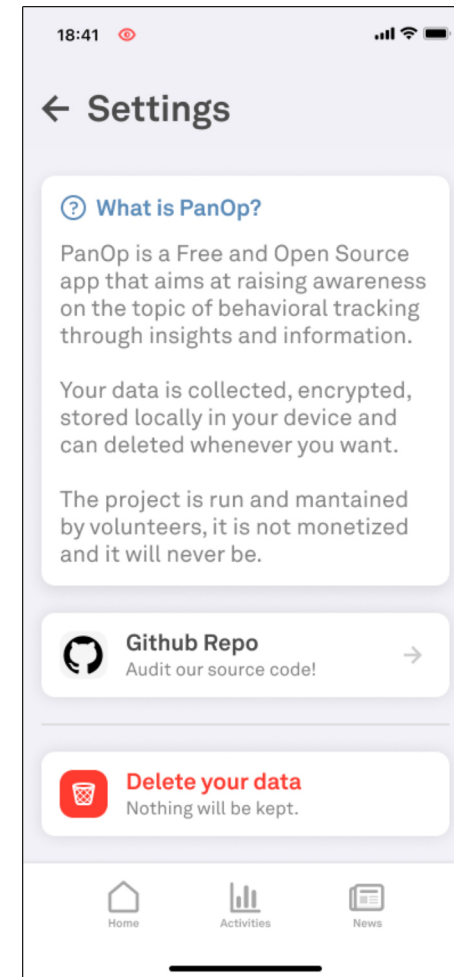 18:41
Settings
What is PanOp?
PanOp is a Free and Open Source
app that aims at raising awareness
on the topic of behavioral tracking
through insights and information.
Your data is collected, encrypted,
stored locally in your device and
can deleted whenever you want.
The project is run and mantained
by volunteers, it is not monetized
and it will never be.
Github Repo
Audit our source code!
Delete your data
Nothing will be kept.
Home Activities News